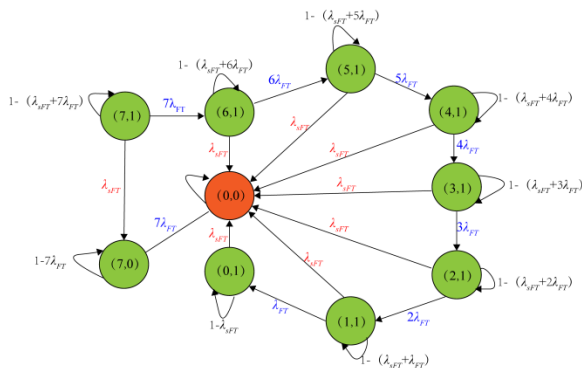 1- (λsFT+5λFT)
(5,1)
1- (λsFT+6λFT)
6λFT
5λFT
1- (λsFT+7λFT)
(7,1)
7λFT
(6,1)
(4,1)
1- (λsFT+4λFT)
λsFT
λsFT
λsFT
4λFT
λsFT
(0,0)
λsFT
(3,1)
1- (λsFT+3λFT)
7λFT
λsFT
λsFT
3λFT
1-7λFT
(7,0)
(0,1)
λsFT
(2,1)
1- (λsFT+2λFT)
1-λsFT
λFT
(1,1)
2λFT
1- (λsFT+λFT)